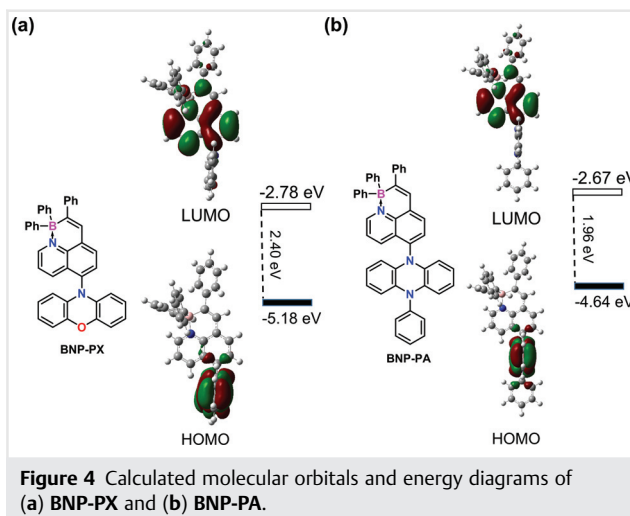 (a)
(b)
Ph
Ph
Ph
B
N
N
O
BNP-PX
LUMO
-2.78 eV
2.40 eV
-5.18 eV
HOMO
Ph
Ph
Ph
B
N
N
N
BNP-PA
LUMO
-2.67 eV
1.96 eV
-4.64 eV
HOMO
Figure 4 Calculated molecular orbitals and energy diagrams of
(a) BNP-PX and (b) BNP-PA.